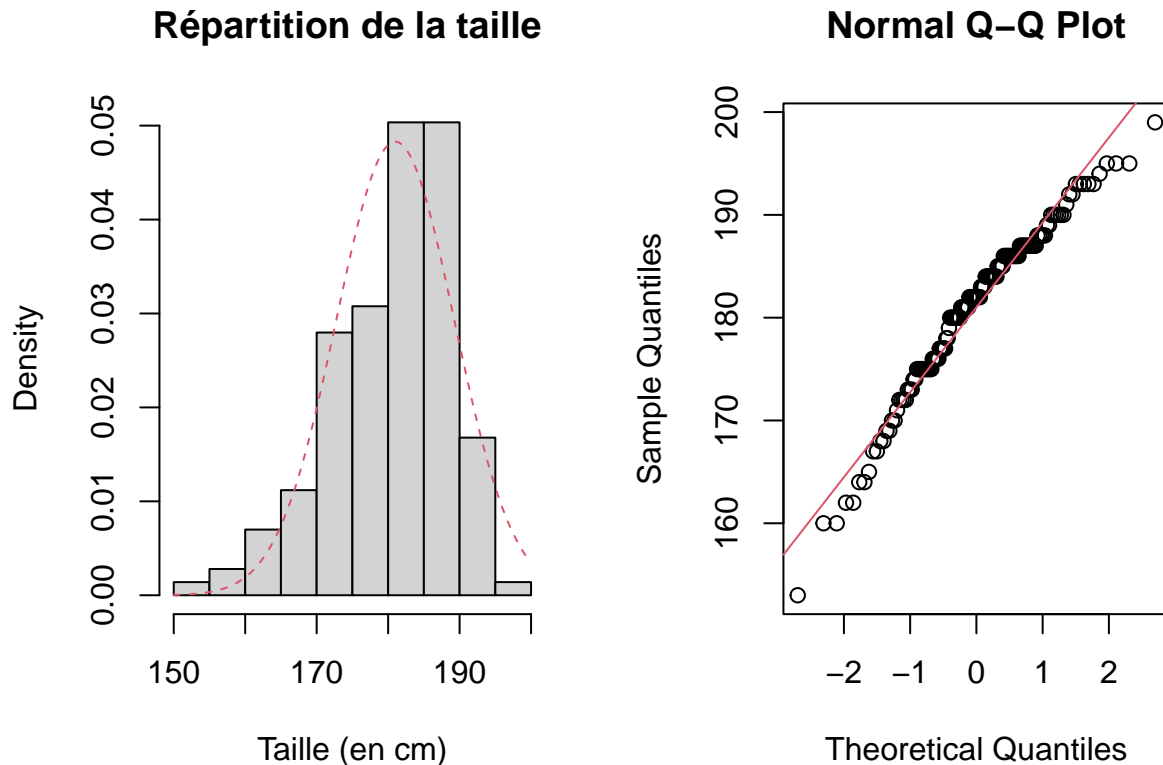 Répartition de la taille
Density
0.00 0.01 0.02 0.03 0.04 0.05
150 170 190
Taille (en cm)
Normal Q−Q Plot
Sample Quantiles
160 170 180 190 200
−2 −1 0 1 2
Theoretical Quantiles